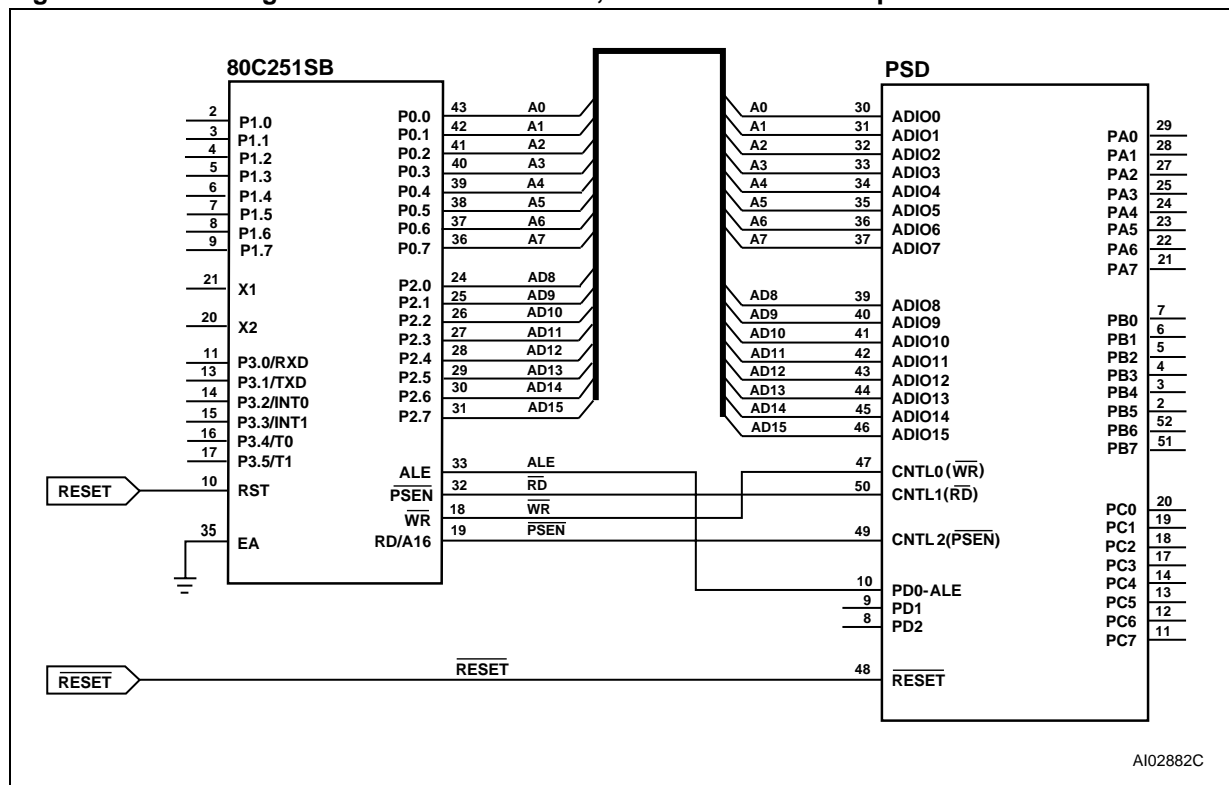 80C251SB
2 P1.0
3 P1.1
4 P1.2
5 P1.3
6 P1.4
7 P1.5
8 P1.6
9 P1.7
21 X1
20 X2
11 P3.0/RXD
13 P3.1/TXD
14 P3.2/INT0
15 P3.3/INT1
16 P3.4/T0
17 P3.5/T1
RESET 10 RST
35 EA
P0.0 43 A0
P0.1 42 A1
P0.2 41 A2
P0.3 40 A3
P0.4 39 A4
P0.5 38 A5
P0.6 37 A6
P0.7 36 A7
P2.0 24 AD8
P2.1 25 AD9
P2.2 26 AD10
P2.3 27 AD11
P2.4 28 AD12
P2.5 29 AD13
P2.6 30 AD14
P2.7 31 AD15
ALE 33 ALE
PSEN 32 RD
WR 18 WR
RD/A16 19 PSEN
PSD
A0 30 ADIO0
A1 31 ADIO1
A2 32 ADIO2
A3 33 ADIO3
A4 34 ADIO4
A5 35 ADIO5
A6 36 ADIO6
A7 37 ADIO7
AD8 39 ADIO8
AD9 40 ADIO9
AD10 41 ADIO10
AD11 42 ADIO11
AD12 43 ADIO12
AD13 44 ADIO13
AD14 45 ADIO14
AD15 46 ADIO15
47 CNTL0(WR)
50 CNTL1(RD)
49 CNTL 2(PSEN)
10 PD0-ALE
9 PD1
8 PD2
RESET RESET 48 RESET
PA0 29
PA1 28
PA2 27
PA3 25
PA4 24
PA5 23
PA6 22
PA7 21
PB0 7
PB1 6
PB2 5
PB3 4
PB4 3
PB5 2
PB6 52
PB7 51
PC0 20
PC1 19
PC2 18
PC3 17
PC4 14
PC5 13
PC6 12
PC7 11
AI02882C